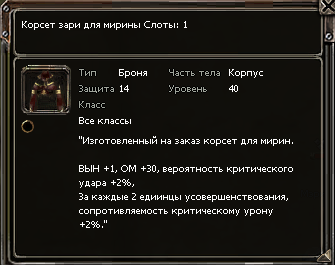 Корсет зари для мирины Слоты: 1
Тип Броня Часть тела Корпус
Защита 14 Уровень 40
Класс
Все классы
"Изготовленный на заказ корсет для мирин.
ВЫН +1, ОМ +30, вероятность критического
удара +2%,
За каждые 2 едиинцы усовершенствования,
сопротивляемость критическому урону
+2%."